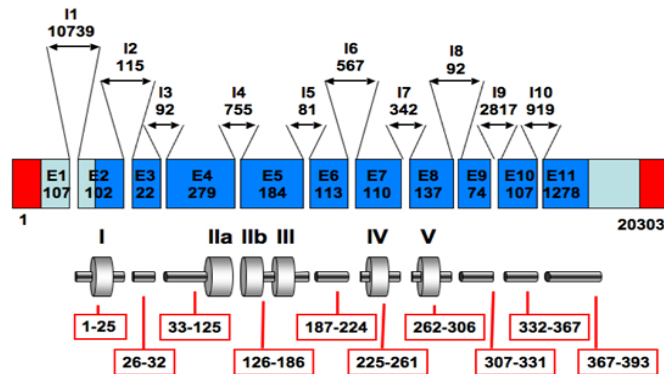 I1
10739
I2
115
I3
92
I4
755
I5
81
I6
567
I7
342
I8
92
I9
2817
I10
919
E1
107
E2
102
E3
22
E4
279
E5
184
E6
113
E7
110
E8
137
E9
74
E10
107
E11
1278
1
20303
I
IIa
IIb
III
IV
V
1-25
33-125
187-224
262-306
332-367
26-32
126-186
225-261
307-331
367-393